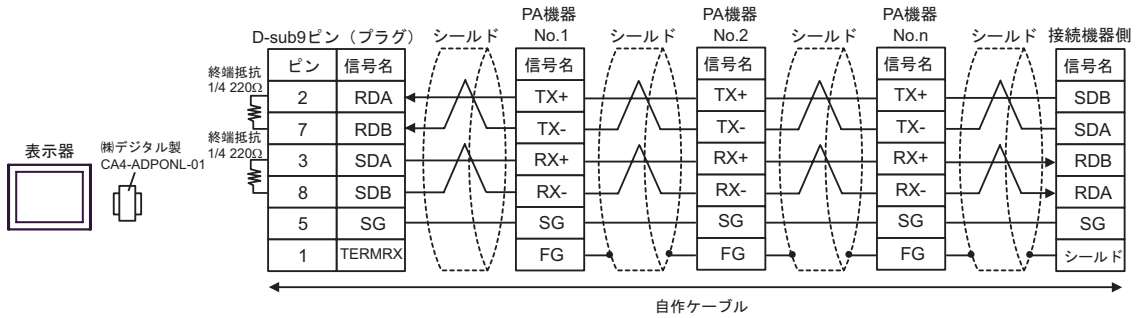 PA機器 PA機器 PA機器
D-sub9ピン（プラグ） シールド No.1 シールド No.2 シールド No.n シールド 接続機器側
ピン 信号名 信号名 信号名 信号名 信号名
終端抵抗
1/4 220Ω
2 RDA TX+ TX+ TX+ SDB
7 RDB TX- TX- TX- SDA
終端抵抗
1/4 220Ω
3 SDA RX+ RX+ RX+ RDB
8 SDB RX- RX- RX- RDA
5 SG SG SG SG SG
1 TERMRX FG FG FG シールド
表示器
㈱デジタル製
CA4-ADPONL-01
自作ケーブル